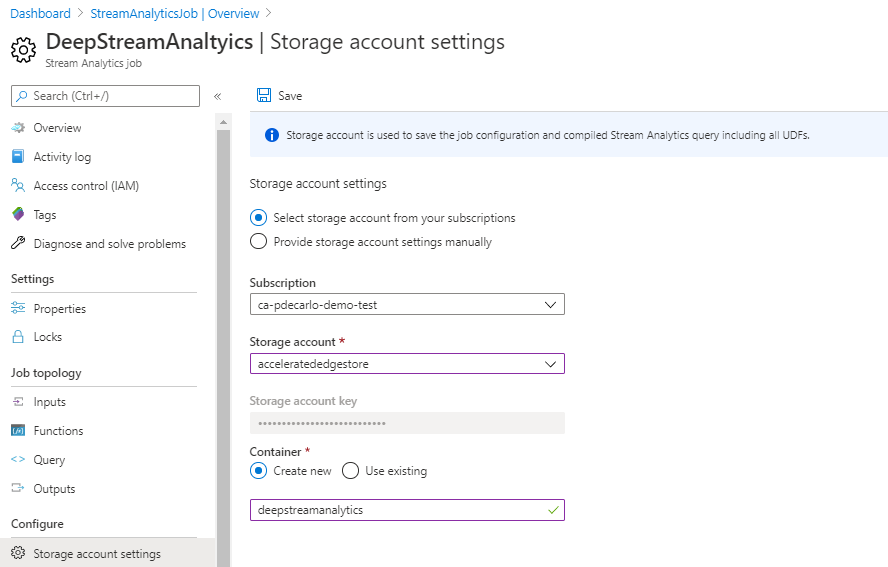 Dashboard > StreamAnalyticsJob | Overview >
DeepStreamAnaltyics | Storage account settings
Stream Analytics job
Search (Ctrl+/)
«
Overview
Activity log
Access control (IAM)
Tags
Diagnose and solve problems
Settings
Properties
Locks
Job topology
Inputs
Functions
Query
Outputs
Configure
Storage account settings
Save
Storage account is used to save the job configuration and compiled Stream Analytics query including all UDFs.
Storage account settings
Select storage account from your subscriptions
Provide storage account settings manually
Subscription
ca-pdecarlo-demo-test
Storage account *
acceleratededgestore
Storage account key
•••••••••••••••••••••••••••
Container *
Create new Use existing
deepstreamanalytics